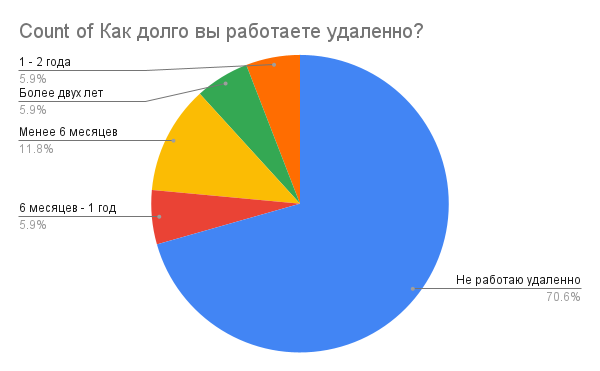 Count of Как долго вы работаете удаленно?
1 - 2 года
5.9%
Более двух лет
5.9%
Менее 6 месяцев
11.8%
6 месяцев - 1 год
5.9%
Не работаю удаленно
70.6%